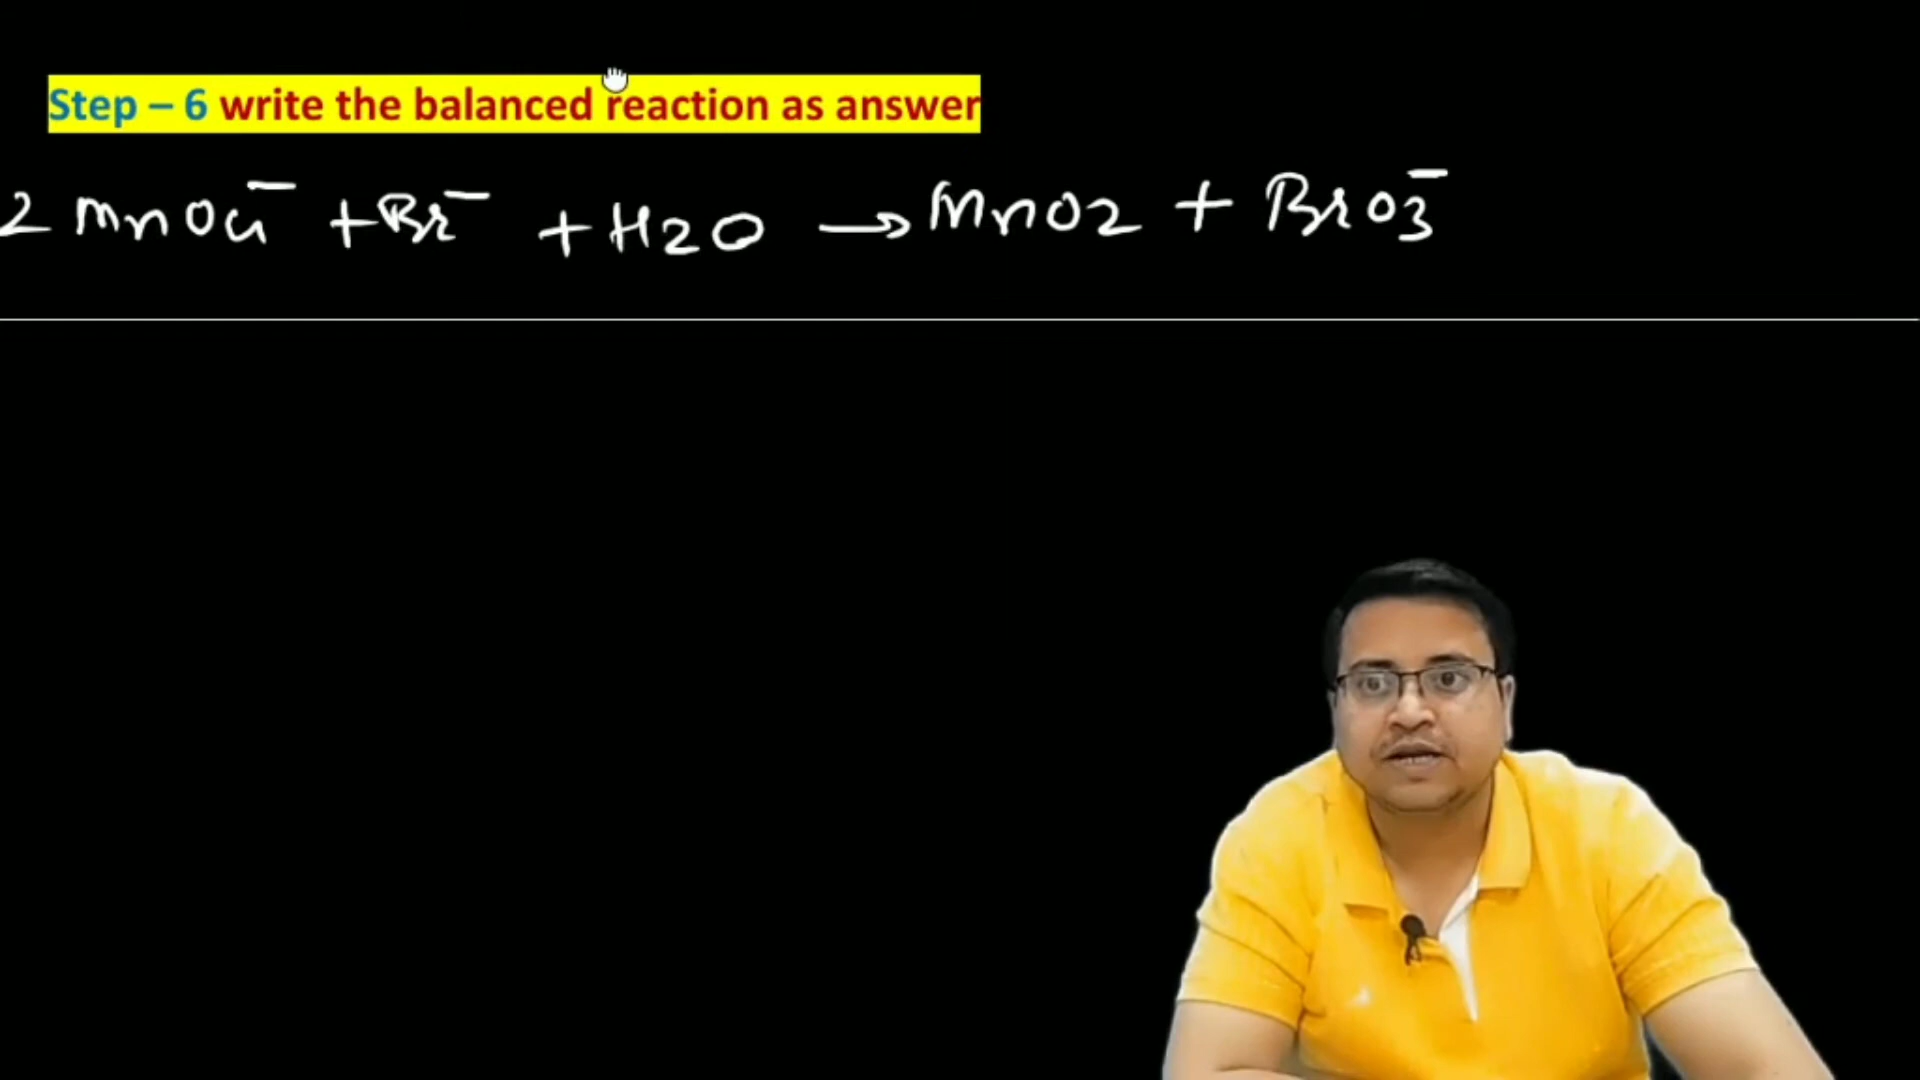 Step – 6 write the balanced reaction as answer
2 MnO4⁻ + Br⁻ + H2O → MnO2 + BrO3⁻